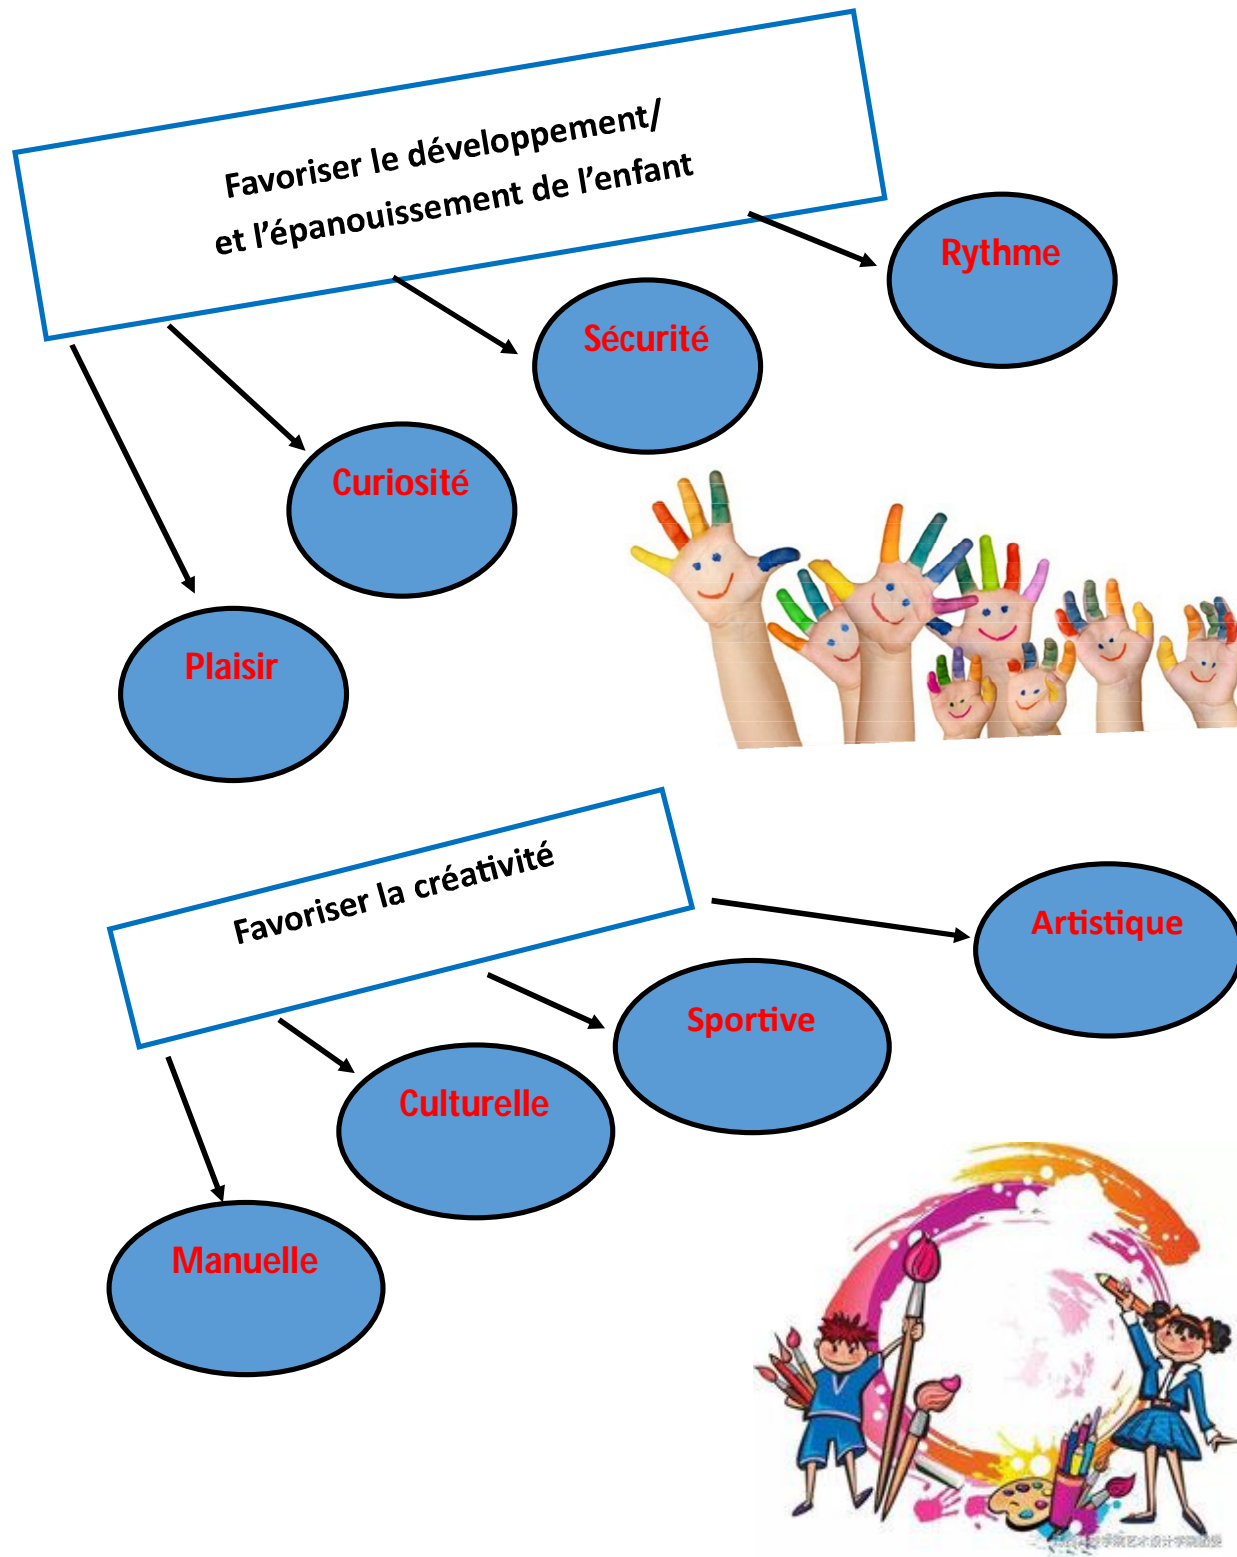 Favoriser le développement/
et l’épanouissement de l’enfant
Rythme
Sécurité
Curiosité
Plaisir
Favoriser la créativité
Artistique
Sportive
Culturelle
Manuelle